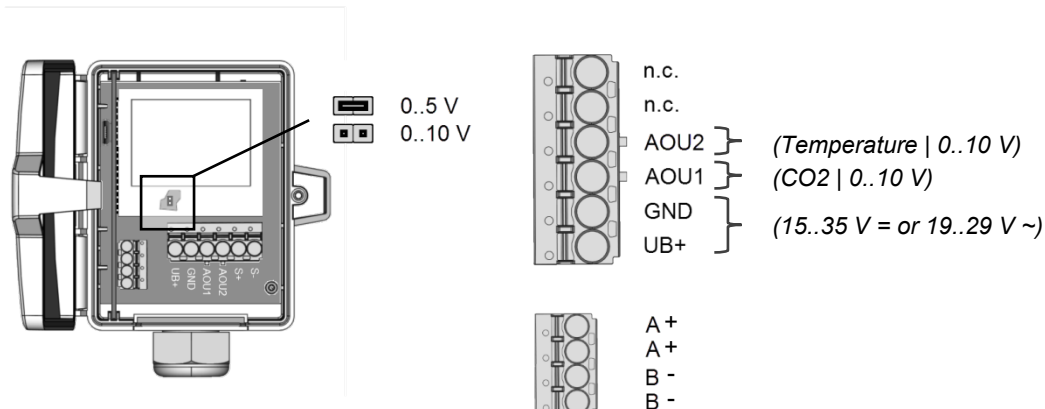 0..5 V
0..10 V
UB+
GND
AOU1
AOU2
S+
S-
n.c.
n.c.
AOU2 (Temperature | 0..10 V)
AOU1 (CO2 | 0..10 V)
GND
(15..35 V = or 19..29 V ~)
UB+
A +
A +
B -
B -